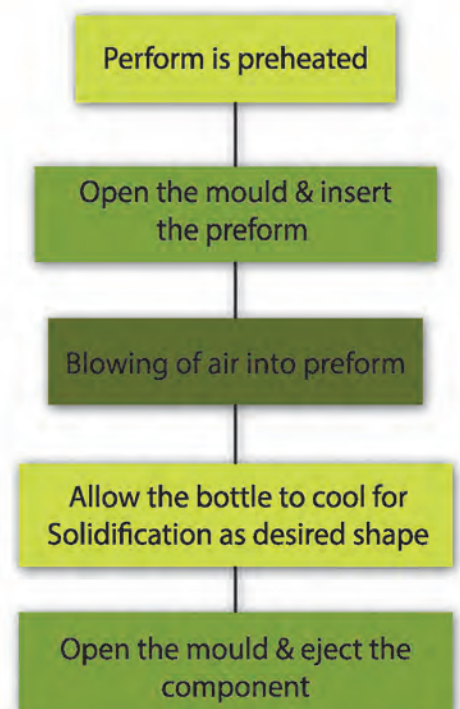 Perform is preheated
Open the mould & insert
the preform
Blowing of air into preform
Allow the bottle to cool for
Solidification as desired shape
Open the mould & eject the
component